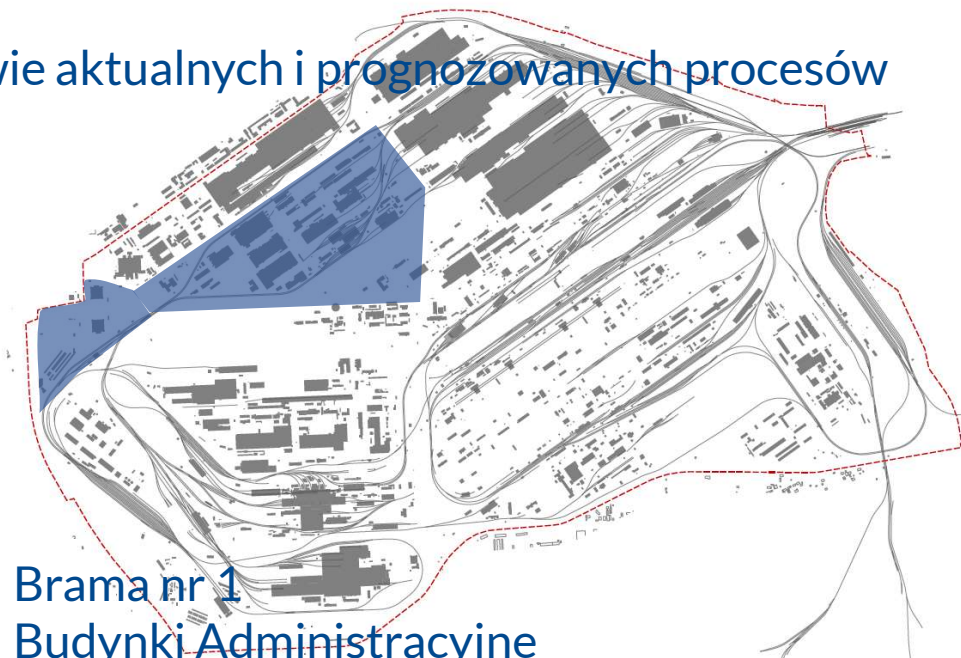 wie aktualnych i prognozowanych procesów
Brama nr 1
Budynki Administracyjne